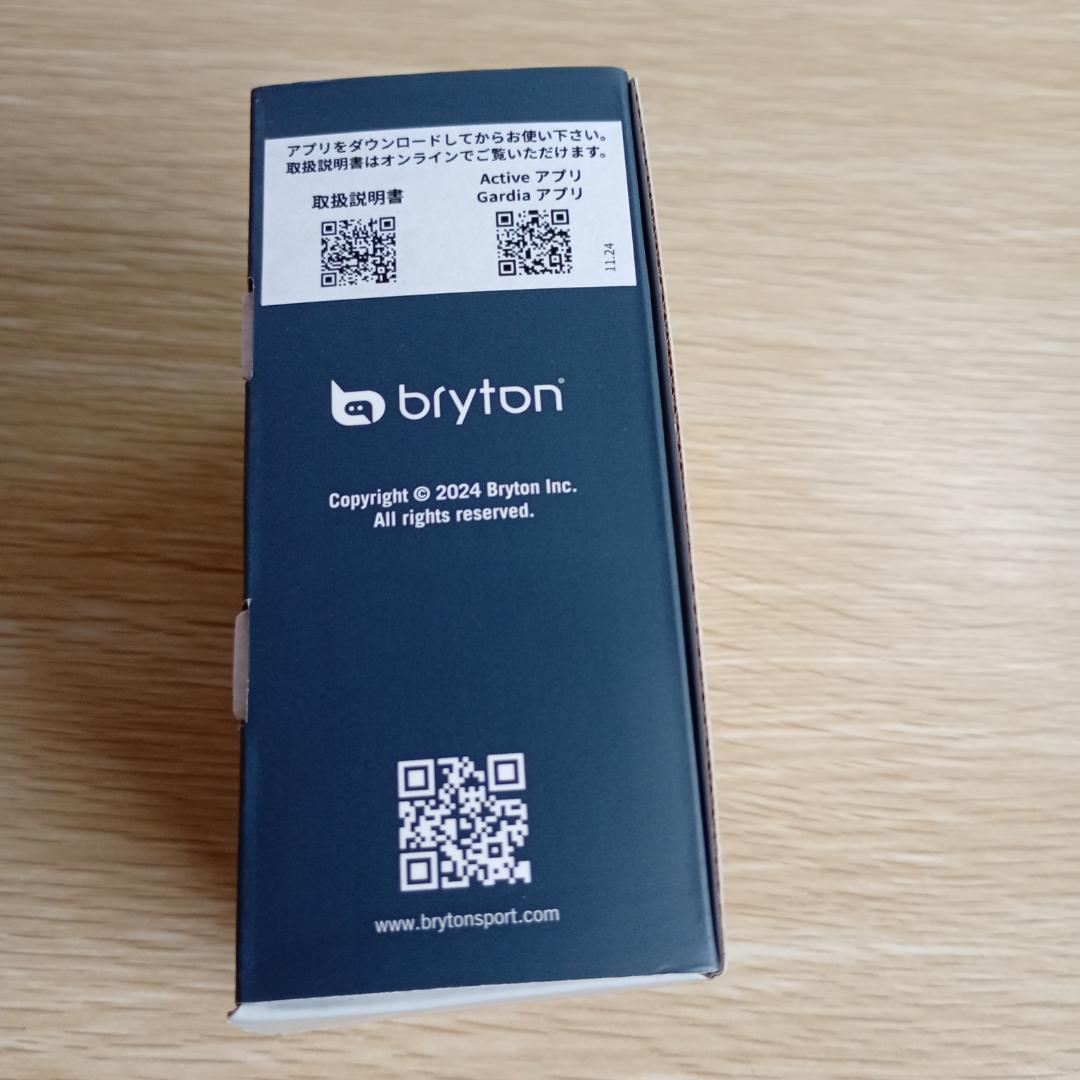 アプリをダウンロードしてからお使い下さい。
取扱説明書はオンラインでご覧いただけます。
取扱説明書
Active アプリ
Gardia アプリ
11.24
bryton
Copyright © 2024 Bryton Inc.
All rights reserved.
www.brytonsport.com